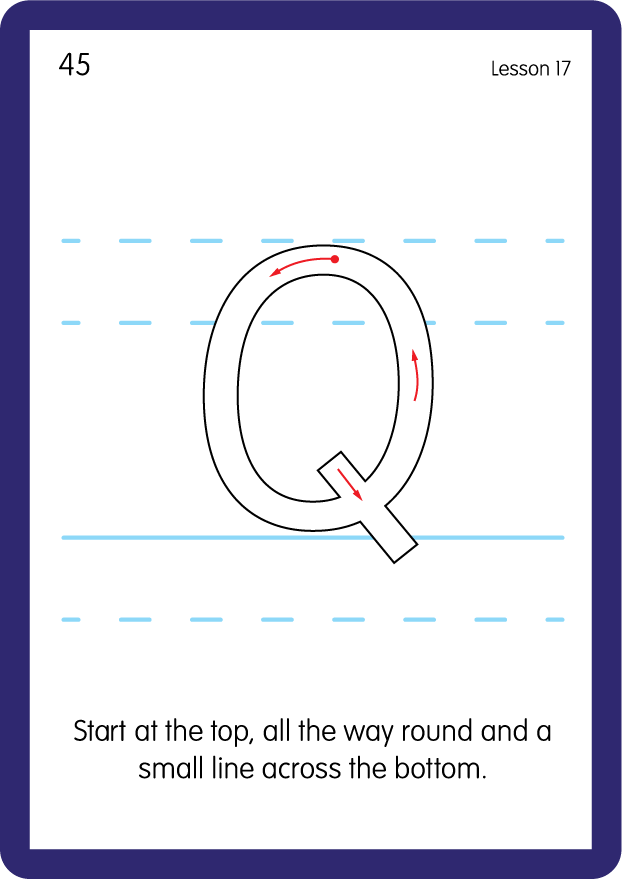 45
Lesson 17
Q
Start at the top, all the way round and a
small line across the bottom.